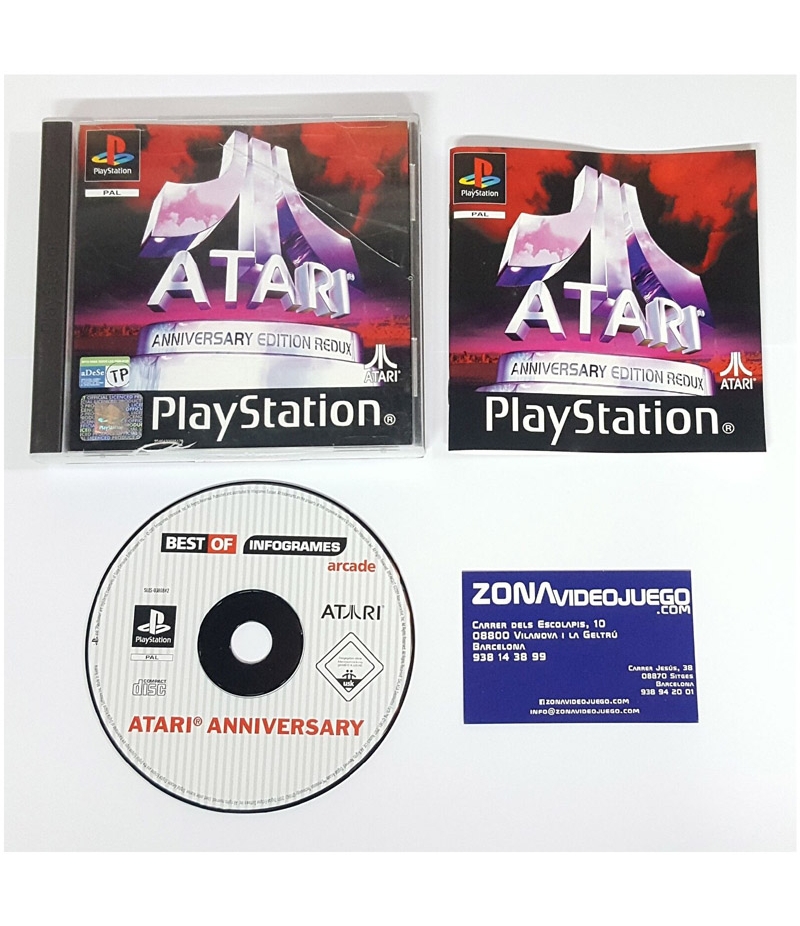 PlayStation
PAL
ATARI®
ANNIVERSARY EDITION REDUX
aDeSe
TP
ATARI®
PlayStation®
PlayStation
PAL
ATARI®
ANNIVERSARY EDITION REDUX
ATARI®
PlayStation®
BEST OF INFOGRAMES
arcade
ATARI
PlayStation
PAL
usk
COMPACT
disc
ATARI® ANNIVERSARY
ZONAVIDEOJUEGO
.COM
CARRER DELS ESCOLAPIS, 10
08800 VILANOVA I LA GELTRÚ
BARCELONA
938 14 38 99
CARRER JESÚS, 38
08870 SITGES
BARCELONA
938 94 20 01
ZONAVIDEOJUEGO.COM
INFO@ZONAVIDEOJUEGO.COM